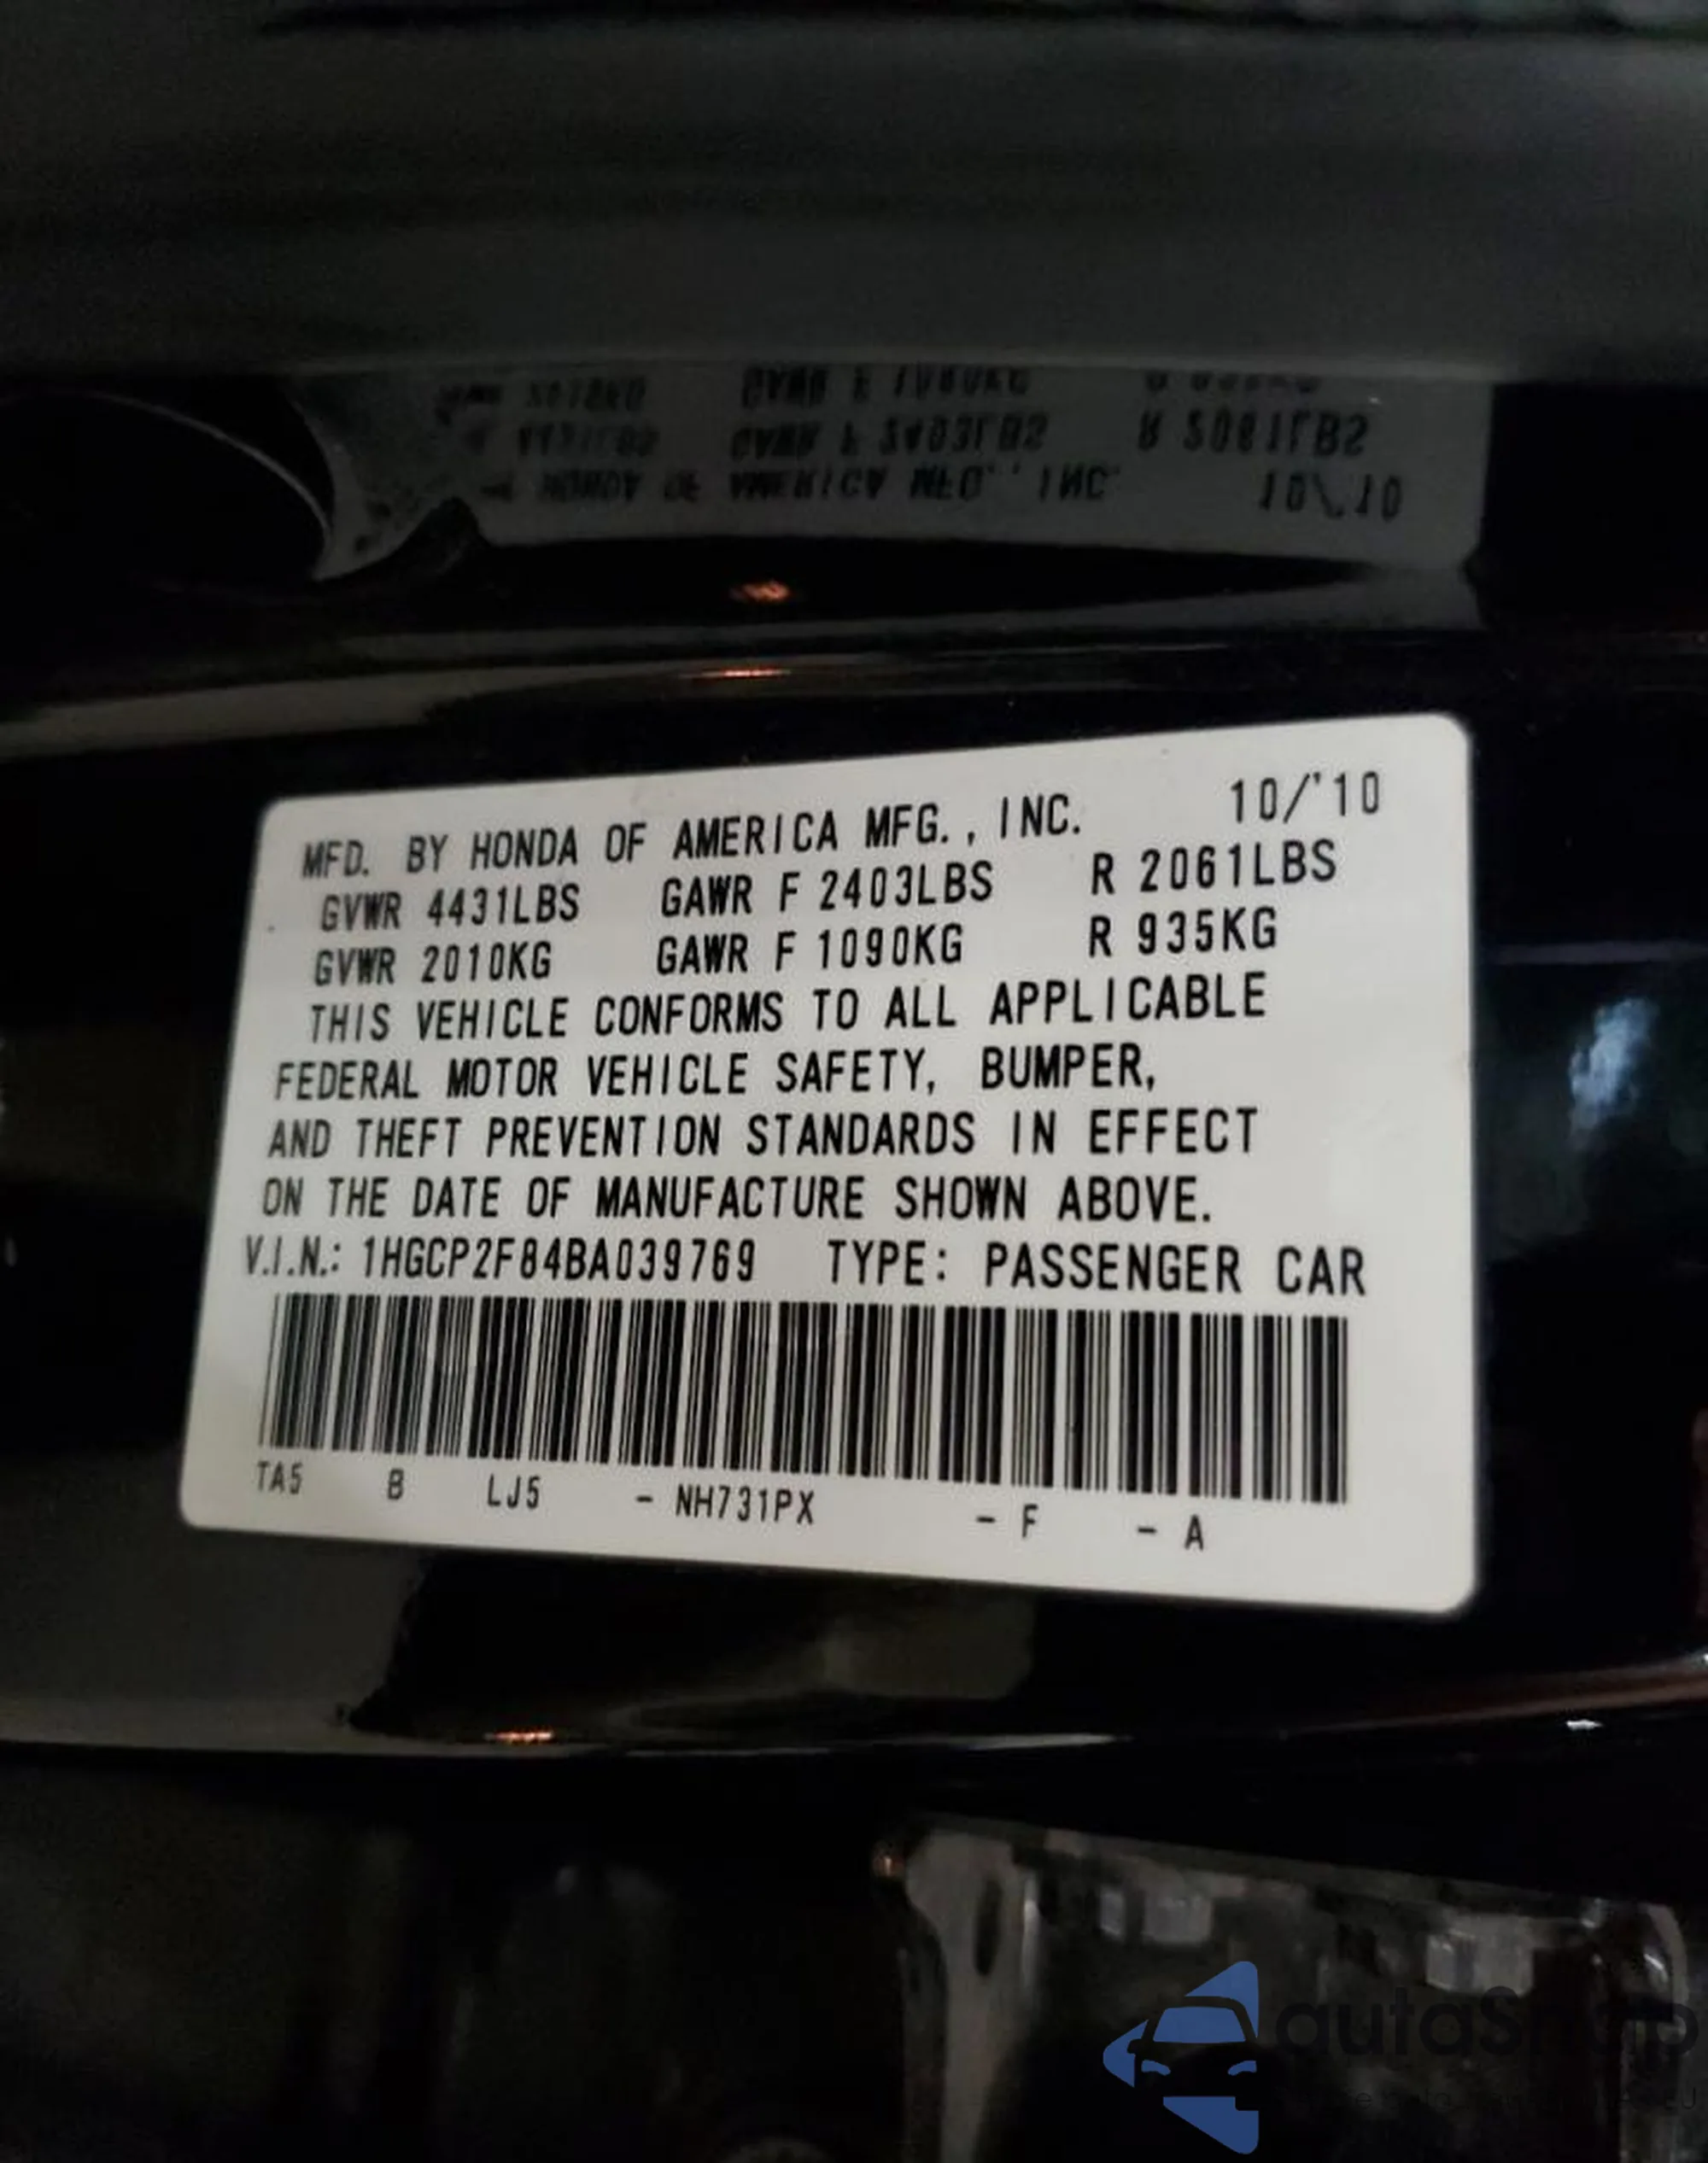 MFD. BY HONDA OF AMERICA MFG., INC. 10/'10
GVWR 4431LBS GAWR F 2403LBS R 2061LBS
GVWR 2010KG GAWR F 1090KG R 935KG
THIS VEHICLE CONFORMS TO ALL APPLICABLE
FEDERAL MOTOR VEHICLE SAFETY, BUMPER,
AND THEFT PREVENTION STANDARDS IN EFFECT
ON THE DATE OF MANUFACTURE SHOWN ABOVE.
V.I.N.: 1HGCP2F84BA039769 TYPE: PASSENGER CAR
TA5 B LJ5 - NH731PX - F - A